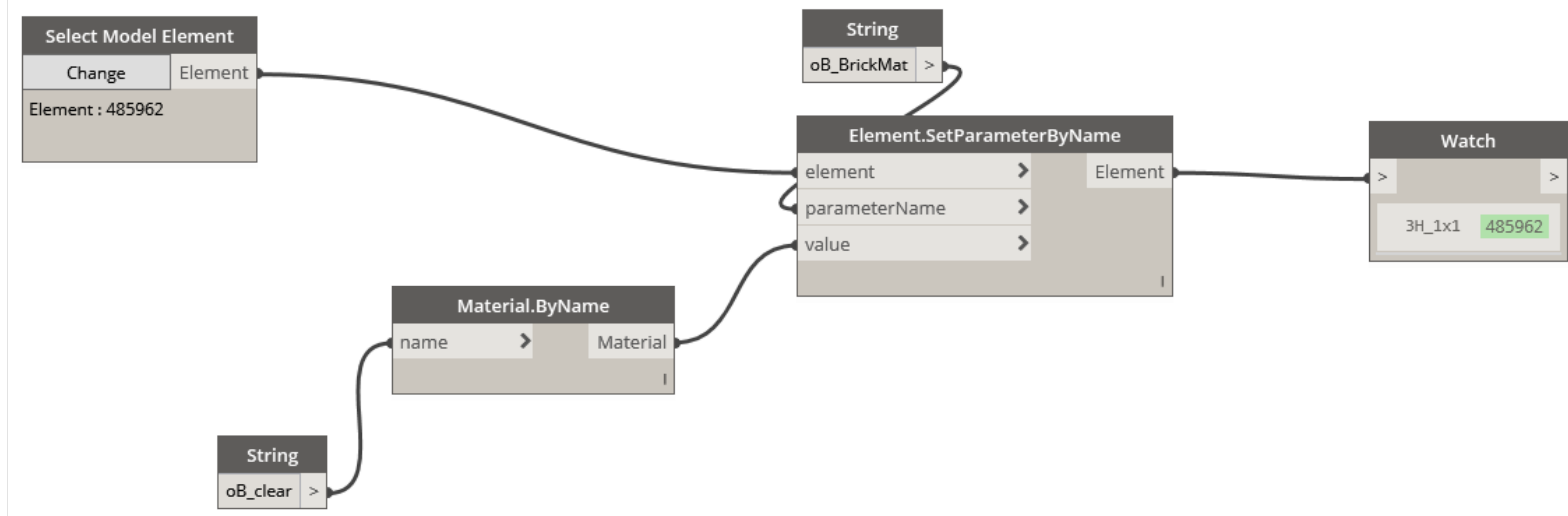 Select Model Element
Change
Element
Element : 485962
String
oB_BrickMat
>
Element.SetParameterByName
element
Element
parameterName
value
I
Watch
>
>
3H_1x1 485962
Material.ByName
name
Material
I
String
oB_clear
>